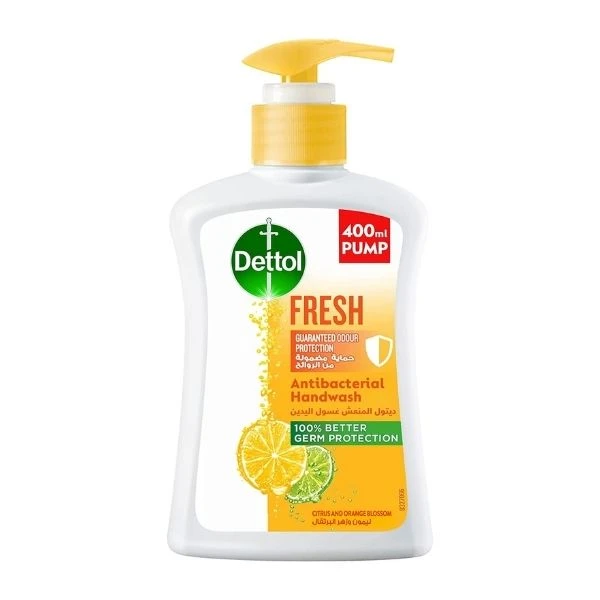 400ml
PUMP
Dettol
FRESH
GUARANTEED ODOUR
PROTECTION
حماية مضمونة
من الروائح
Antibacterial
Handwash
ديتول المنعش غسول اليدين
100% BETTER
GERM PROTECTION
CITRUS AND ORANGE BLOSSOM
ليمون وزهر البرتقال